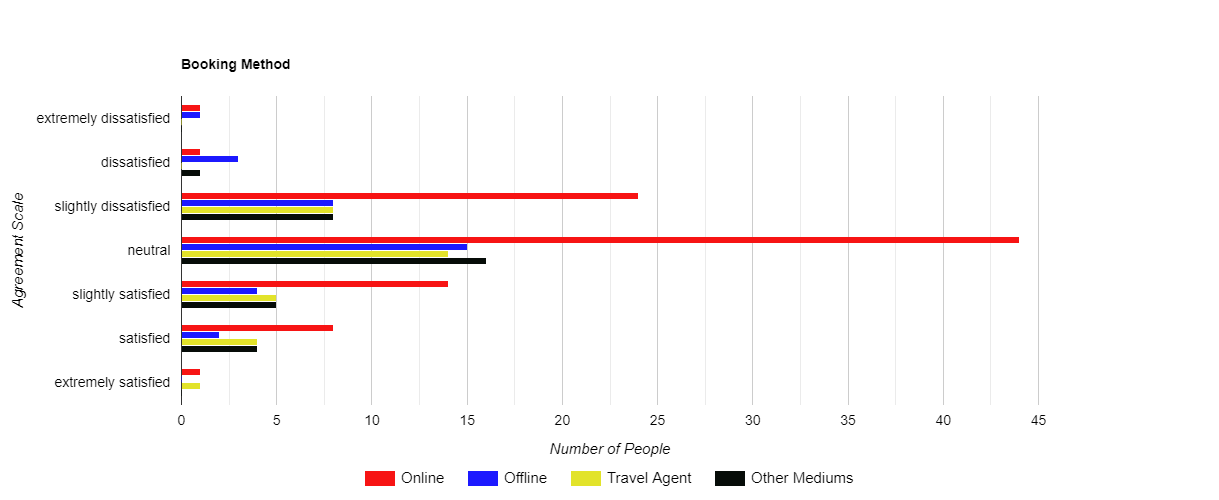 Booking Method
Agreement Scale
extremely dissatisfied
dissatisfied
slightly dissatisfied
neutral
slightly satisfied
satisfied
extremely satisfied
0 5 10 15 20 25 30 35 40 45
Number of People
Online Offline Travel Agent Other Mediums